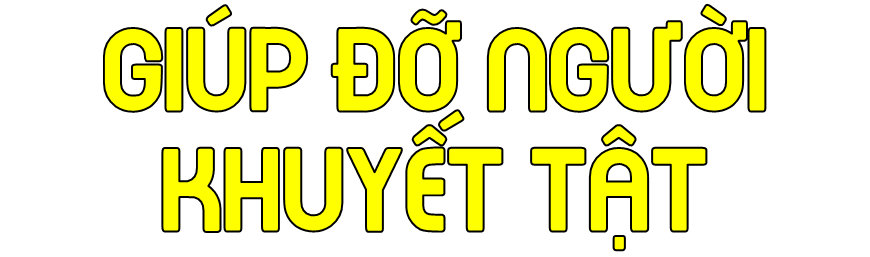 GIÚP ĐỠ NGƯỜI
KHUYẾT TẬT